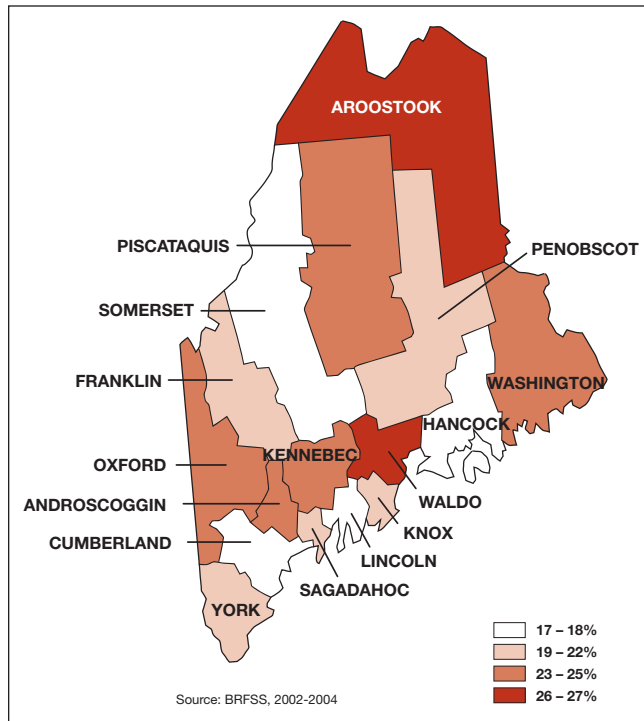 AROOSTOOK
PISCATAQUIS
PENOBSCOT
SOMERSET
FRANKLIN
WASHINGTON
HANCOCK
KENNEBEC
OXFORD
ANDROSCOGGIN
WALDO
KNOX
CUMBERLAND
LINCOLN
SAGADAHOC
YORK
17 – 18%
19 – 22%
23 – 25%
26 – 27%
Source: BRFSS, 2002-2004